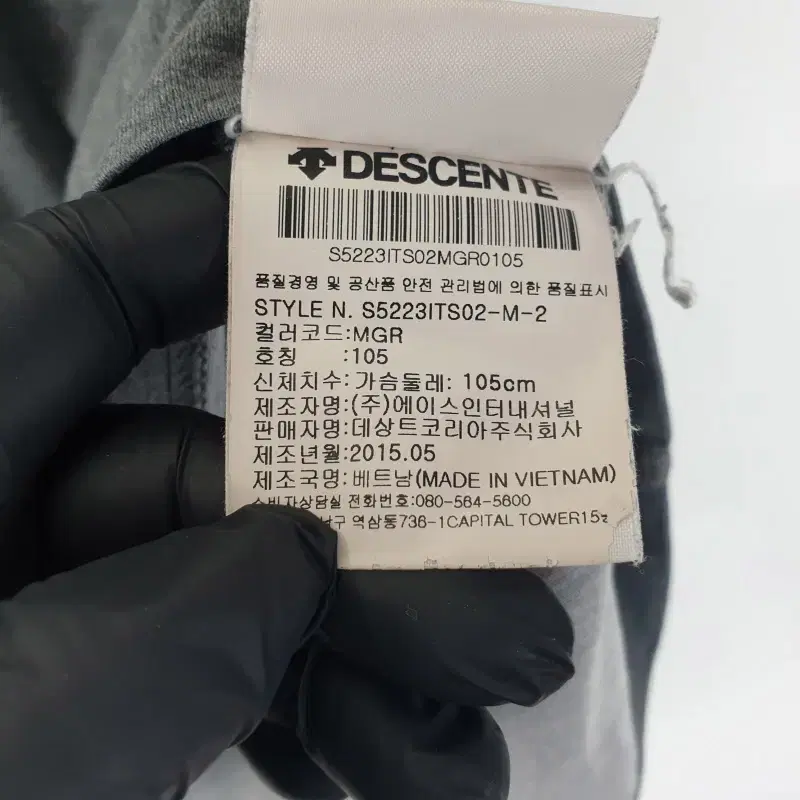 DESCENTE
S5223ITS02MGR0105
품질경영 및 공산품 안전 관리법에 의한 품질표시
STYLE N. S5223ITS02-M-2
컬러코드:MGR
호칭 :105
신체치수: 가슴둘레: 105cm
제조자명:(주)에이스인터내셔널
판매자명:데상트코리아주식회사
제조년월:2015.05
제조국명: 베트남(MADE IN VIETNAM)
소비자상담실 전화번호:080-564-5600
역삼동736-1CAPITAL TOWER15